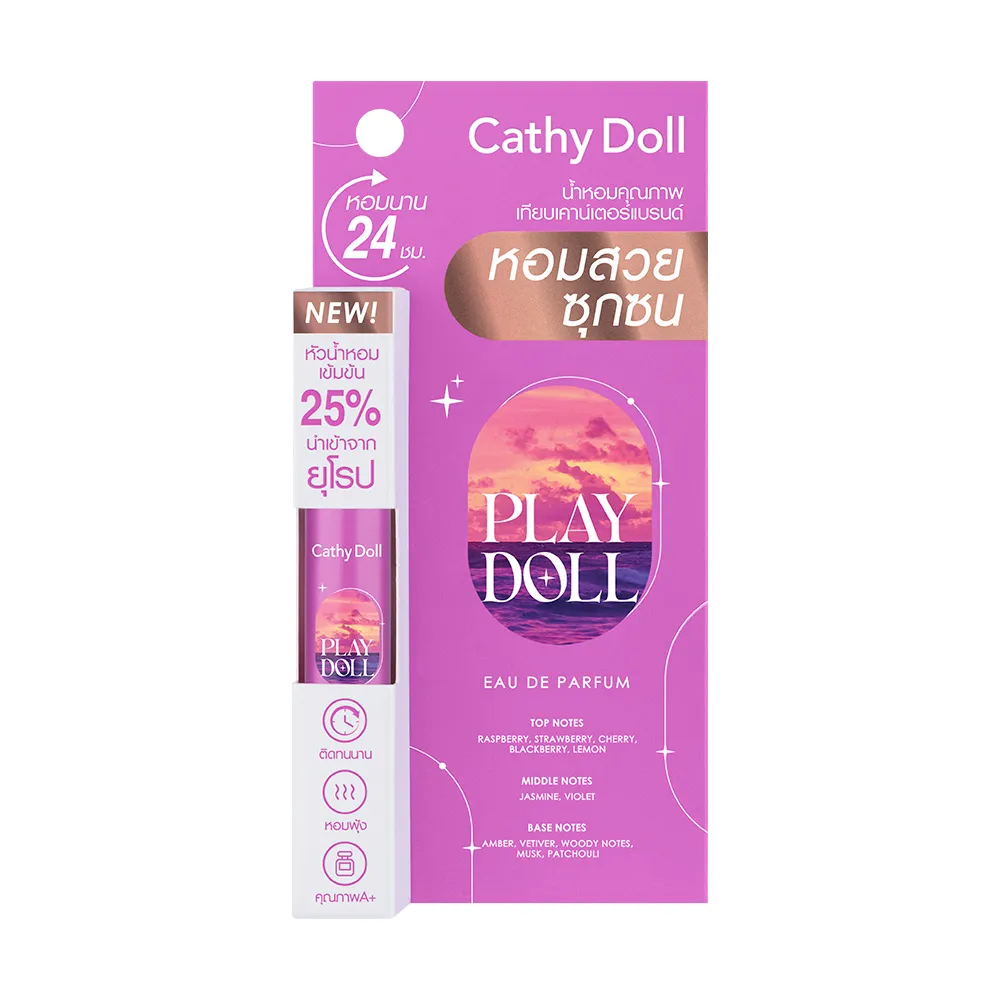 Cathy Doll
น้ำหอมคุณภาพ
เทียบเคาน์เตอร์แบรนด์
หอมสวย
ซุกซน
หอมนาน
24 ชม.
NEW!
หัวน้ำหอม
เข้มข้น
25%
นำเข้าจาก
ยุโรป
Cathy Doll
PLAY
DOLL
ติดทนนาน
หอมฟุ้ง
คุณภาพA+
PLAY
DOLL
EAU DE PARFUM
TOP NOTES
RASPBERRY, STRAWBERRY, CHERRY,
BLACKBERRY, LEMON
MIDDLE NOTES
JASMINE, VIOLET
BASE NOTES
AMBER, VETIVER, WOODY NOTES,
MUSK, PATCHOULI